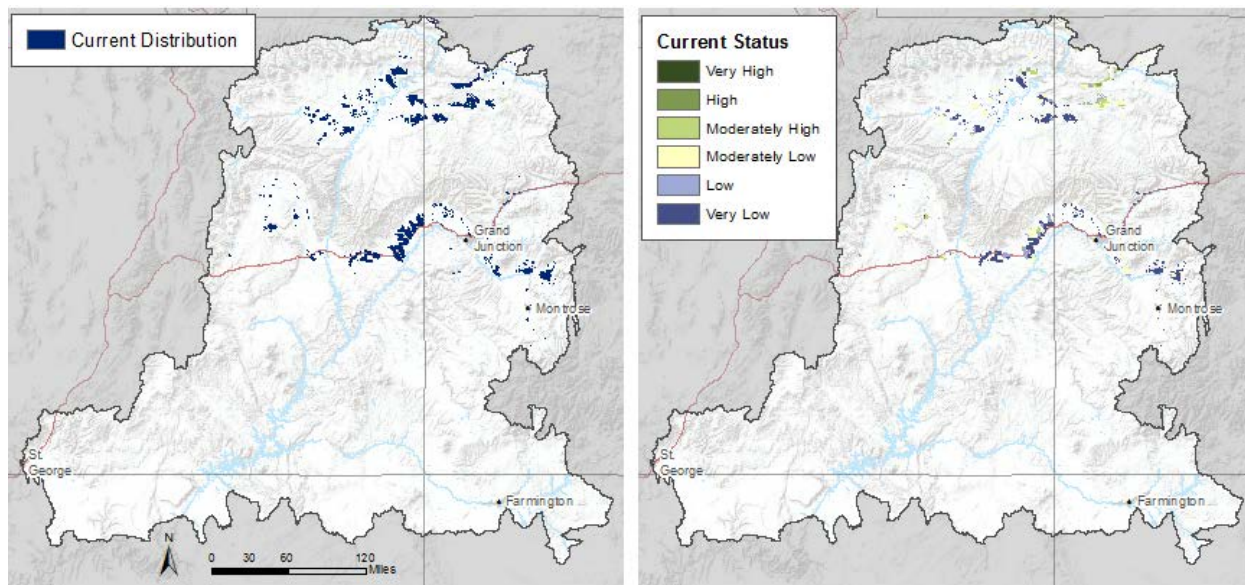 Current Distribution
Grand
Junction
Montrose
St.
George
Farmington
N
0 30 60 120
Miles
Current Status
Very High
High
Moderately High
Moderately Low
Low
Very Low
Grand
Junction
Montrose
St.
George
Farmington